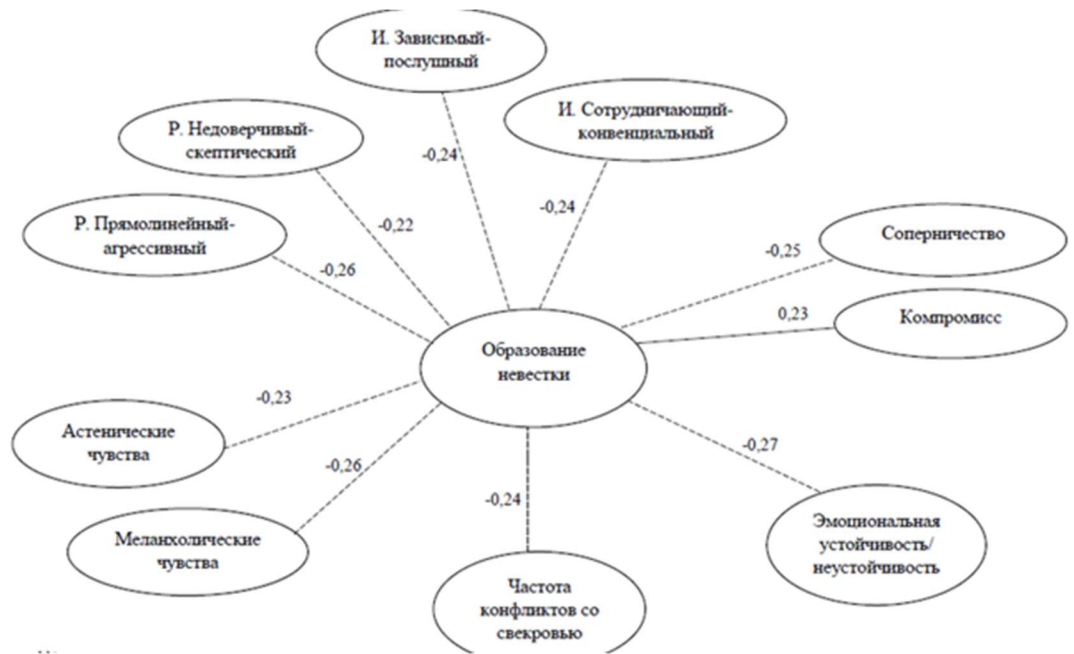 И. Зависимый-
послушный
И. Сотрудничающий-
конвенциальный
Р. Недоверчивый-
скептический
-0,24
Р. Прямолинейный-
агрессивный
-0,22
-0,24
Соперничество
-0,26
-0,25
Компромисс
0,23
Образование
невестки
-0,23
Астенические
чувства
-0,26
-0,27
-0,24
Меланхолические
чувства
Эмоциональная
устойчивость/
неустойчивость
Частота
конфликтов со
свекровью